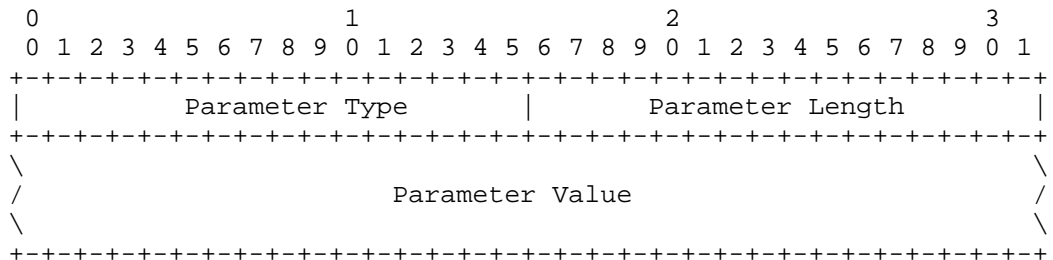 0                   1                   2                   3
 0 1 2 3 4 5 6 7 8 9 0 1 2 3 4 5 6 7 8 9 0 1 2 3 4 5 6 7 8 9 0 1
+-+-+-+-+-+-+-+-+-+-+-+-+-+-+-+-+-+-+-+-+-+-+-+-+-+-+-+-+-+-+-+-+
|          Parameter Type       |       Parameter Length        |
+-+-+-+-+-+-+-+-+-+-+-+-+-+-+-+-+-+-+-+-+-+-+-+-+-+-+-+-+-+-+-+-+
\                                                               \
/                       Parameter Value                         /
\                                                               \
+-+-+-+-+-+-+-+-+-+-+-+-+-+-+-+-+-+-+-+-+-+-+-+-+-+-+-+-+-+-+-+-+